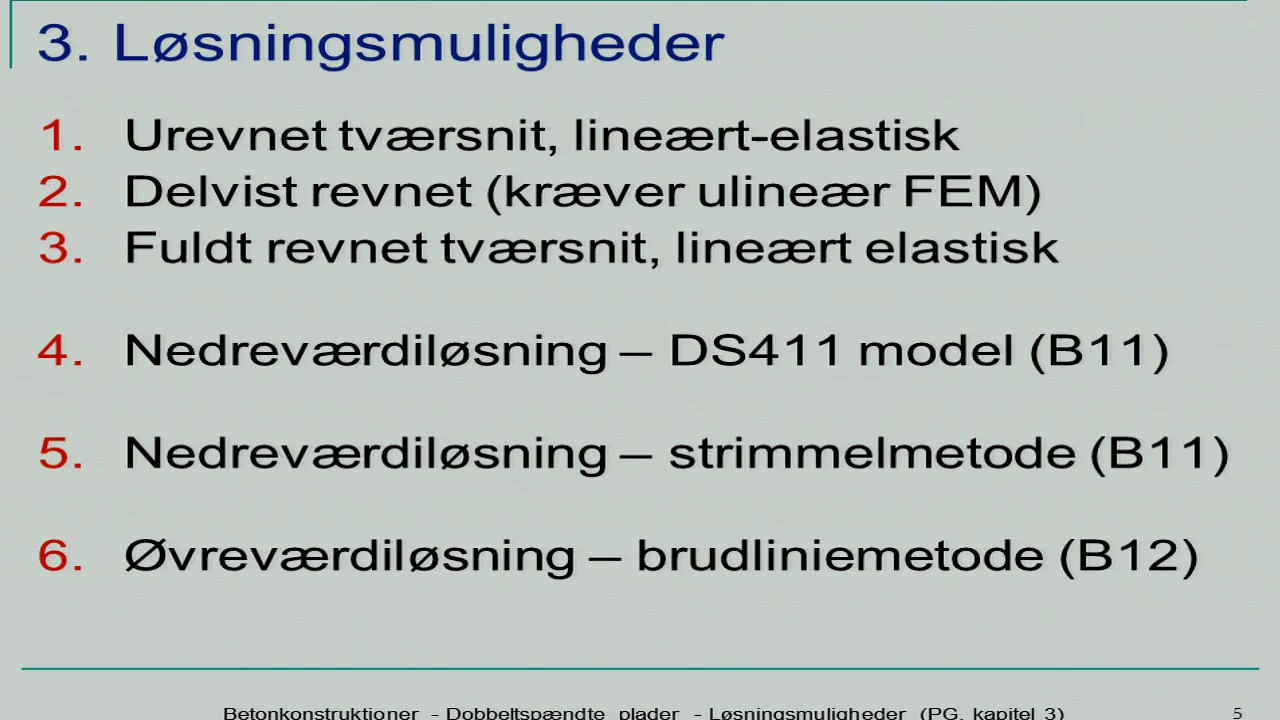 3. Løsningsmuligheder
1. Urevnet tværsnit, lineært-elastisk
2. Delvist revnet (kræver ulineær FEM)
3. Fuldt revnet tværsnit, lineært elastisk
4. Nedreværdiløsning – DS411 model (B11)
5. Nedreværdiløsning – strimmelmetode (B11)
6. Øvreværdiløsning – brudliniemetode (B12)
Betonkonstruktioner - Dobbeltspændte plader - Løsningsmuligheder (PG. kapitel 3) 5